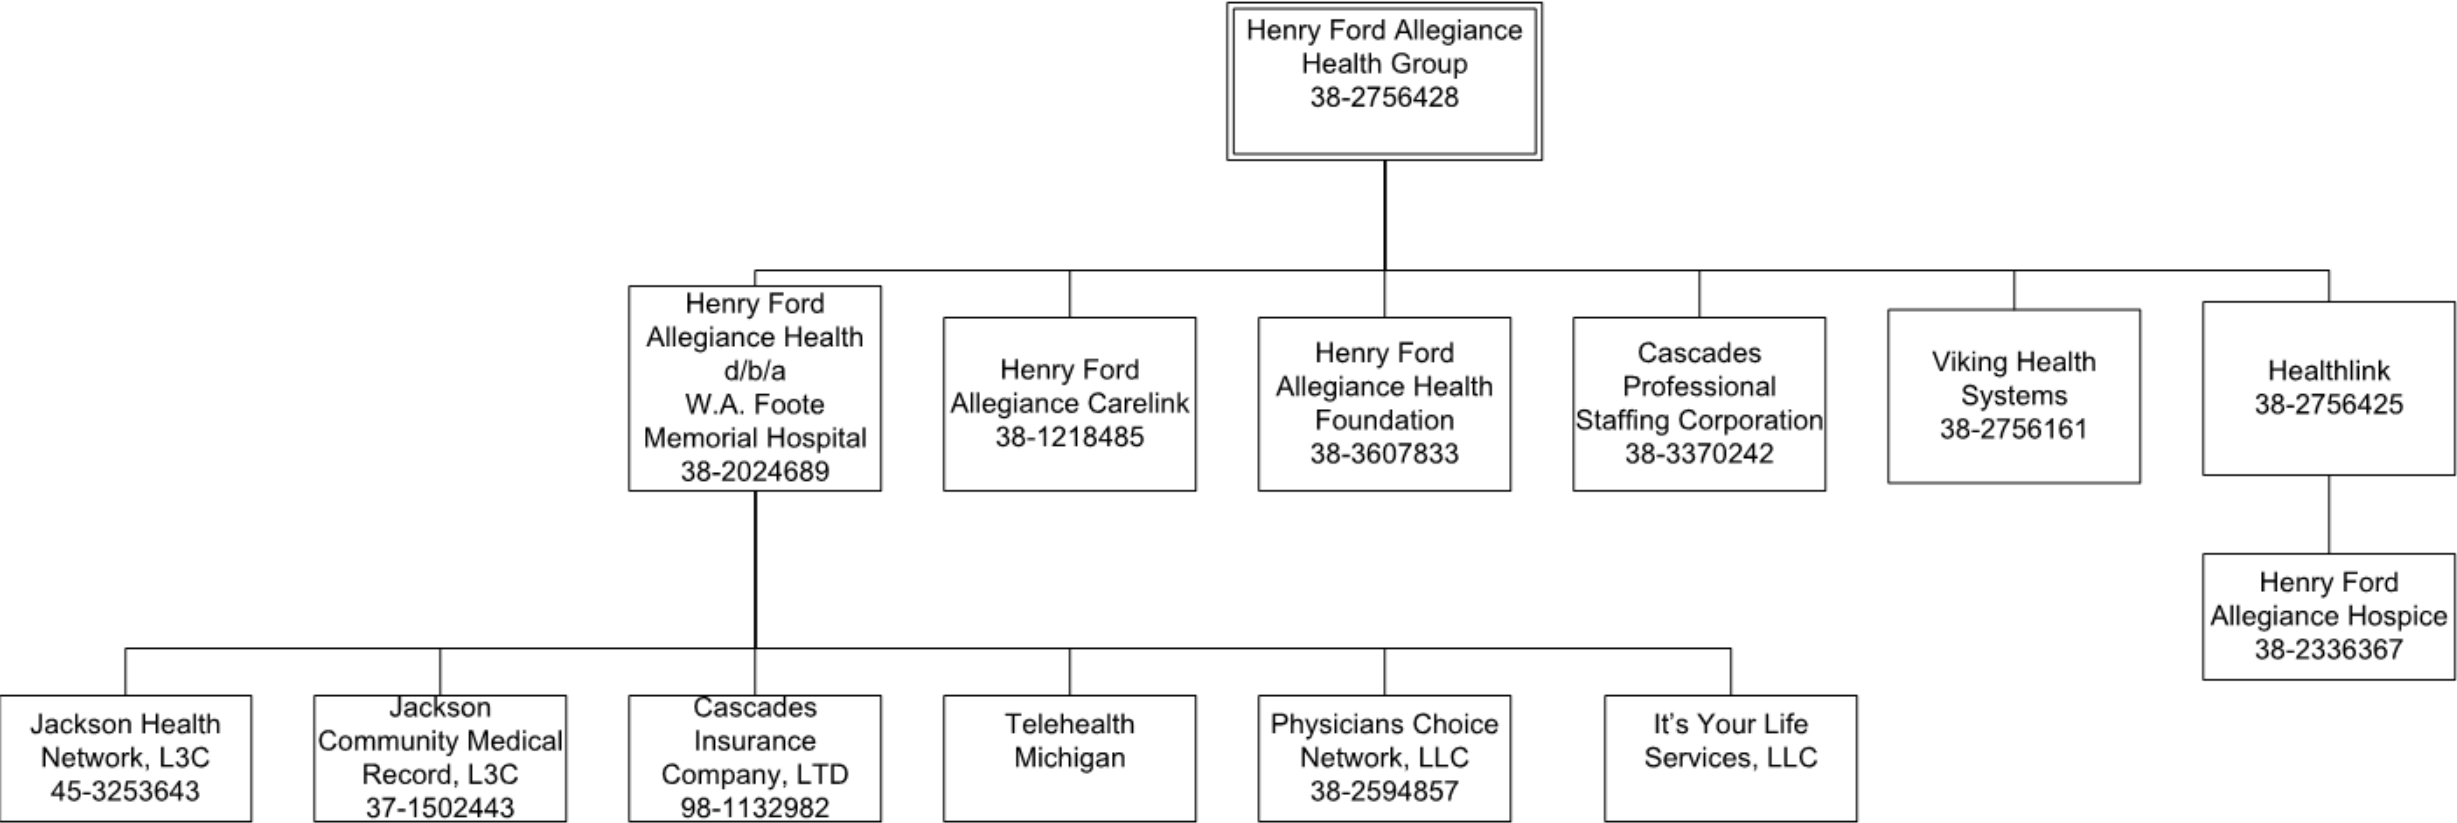 Henry Ford Allegiance
Health Group
38-2756428
Henry Ford
Allegiance Health
d/b/a
W.A. Foote
Memorial Hospital
38-2024689
Henry Ford
Allegiance Carelink
38-1218485
Henry Ford
Allegiance Health
Foundation
38-3607833
Cascades
Professional
Staffing Corporation
38-3370242
Viking Health
Systems
38-2756161
Healthlink
38-2756425
Henry Ford
Allegiance Hospice
38-2336367
Jackson Health
Network, L3C
45-3253643
Jackson
Community Medical
Record, L3C
37-1502443
Cascades
Insurance
Company, LTD
98-1132982
Telehealth
Michigan
Physicians Choice
Network, LLC
38-2594857
It’s Your Life
Services, LLC